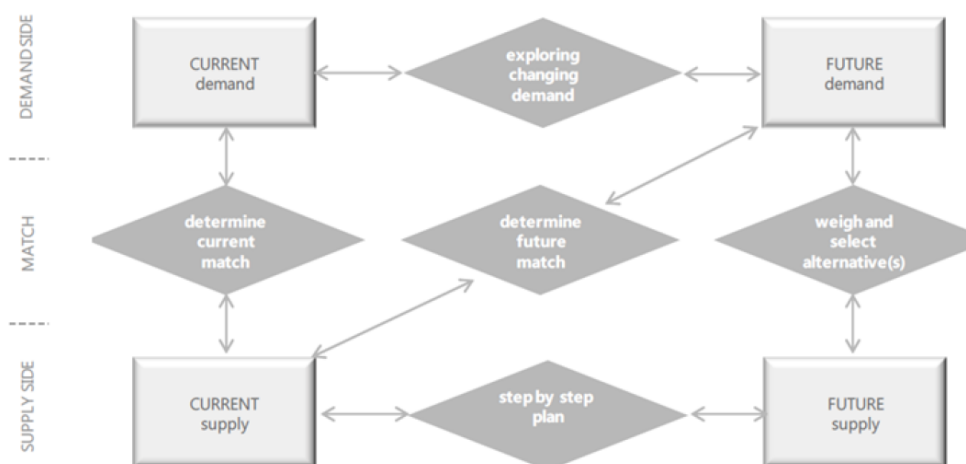 DEMAND SIDE
CURRENT
demand
exploring
changing
demand
FUTURE
demand
MATCH
determine
current
match
determine
future
match
weigh and
select
alternative(s)
SUPPLY SIDE
CURRENT
supply
step by step
plan
FUTURE
supply